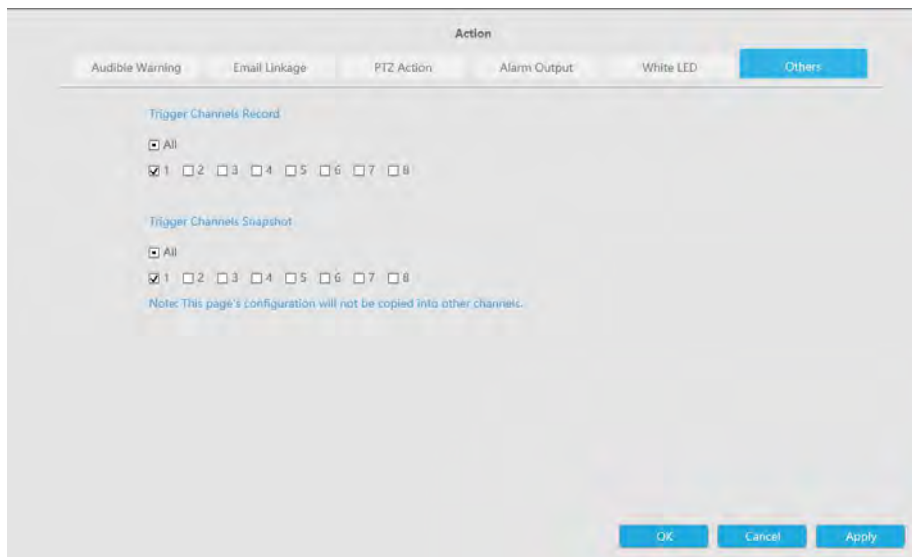 Action
Audible Warning Email Linkage PTZ Action Alarm Output White LED Others
Trigger Channels Record
All
1 2 3 4 5 6 7 8
Trigger Channels Snapshot
All
1 2 3 4 5 6 7 8
Note: This page's configuration will not be copied into other channels.
OK Cancel Apply